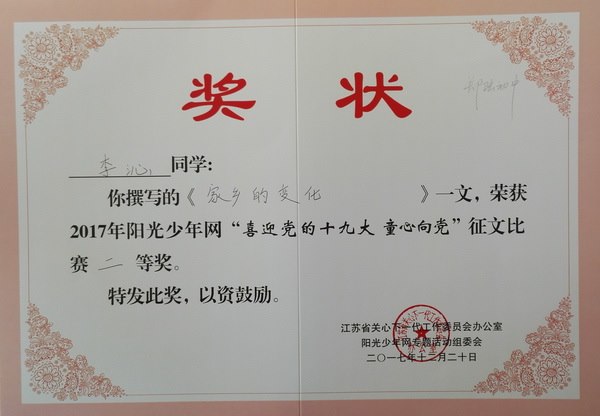 奖 状
李沁 同学:
你撰写的《家乡的变化》一文,荣获
2017年阳光少年网“喜迎党的十九大 童心向党”征文比
赛 二 等奖。
特发此奖,以资鼓励。
江苏省关心下一代工作委员会办公室
阳光少年网专题活动组委会
二〇一七年十二月二十日